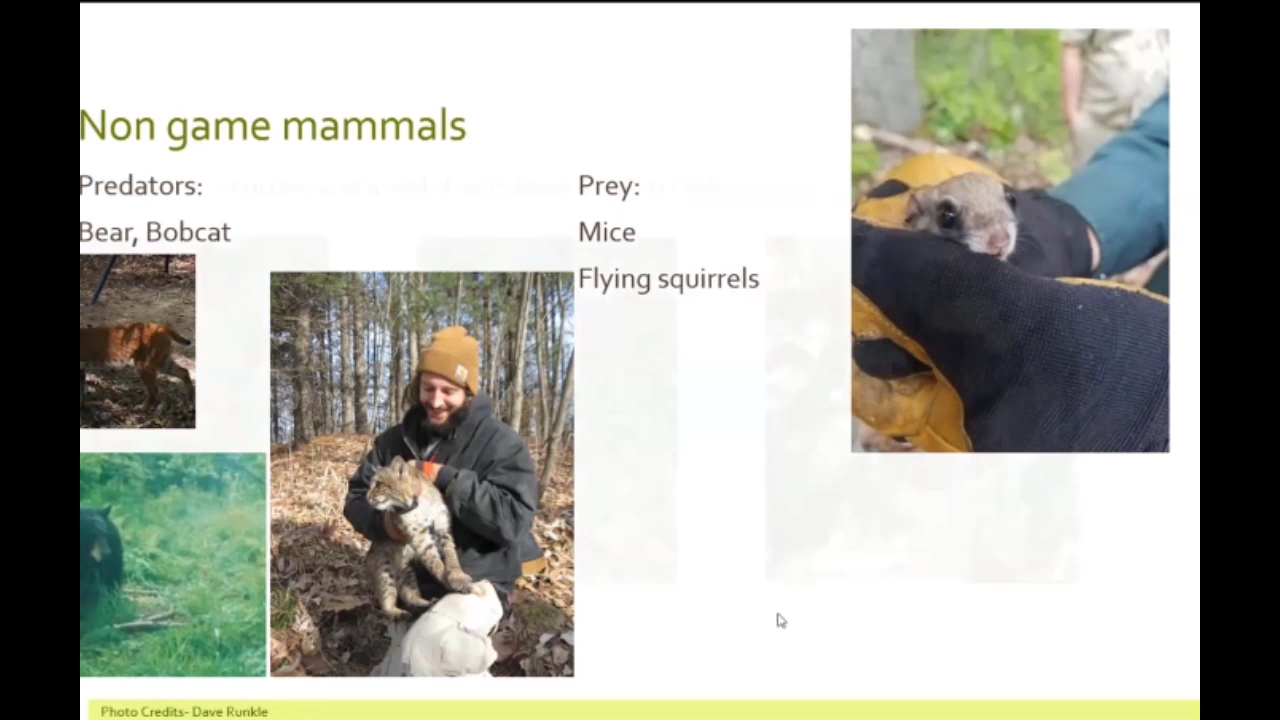 Non game mammals
Predators:
Bear, Bobcat
Prey:
Mice
Flying squirrels
Photo Credits- Dave Runkle